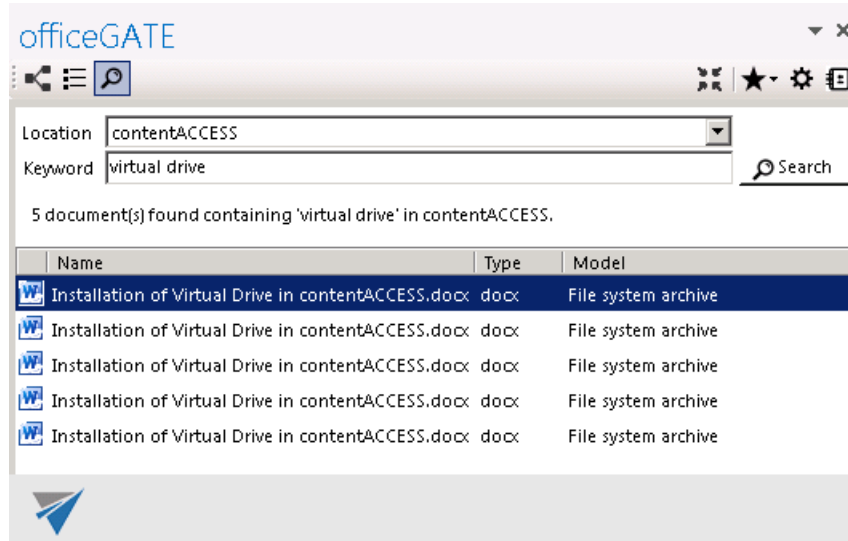 officeGATE
Location contentACCESS
Keyword virtual drive Search
5 document(s) found containing 'virtual drive' in contentACCESS.
Name Type Model
Installation of Virtual Drive in contentACCESS.docx docx File system archive
Installation of Virtual Drive in contentACCESS.docx docx File system archive
Installation of Virtual Drive in contentACCESS.docx docx File system archive
Installation of Virtual Drive in contentACCESS.docx docx File system archive
Installation of Virtual Drive in contentACCESS.docx docx File system archive